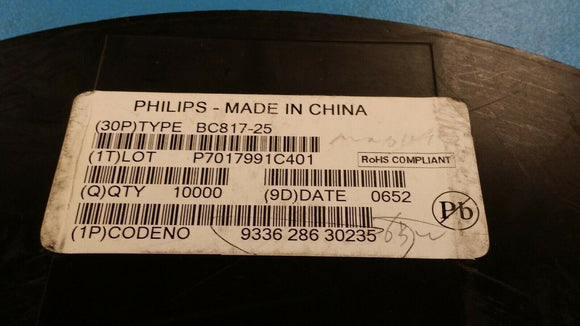 PHILIPS - MADE IN CHINA
(30P)TYPE BC817-25
(1T)LOT P7017991C401
RoHS COMPLIANT
(Q)QTY 10000 (9D)DATE 0652
Pb
(1P)CODENO 9336 286 30235